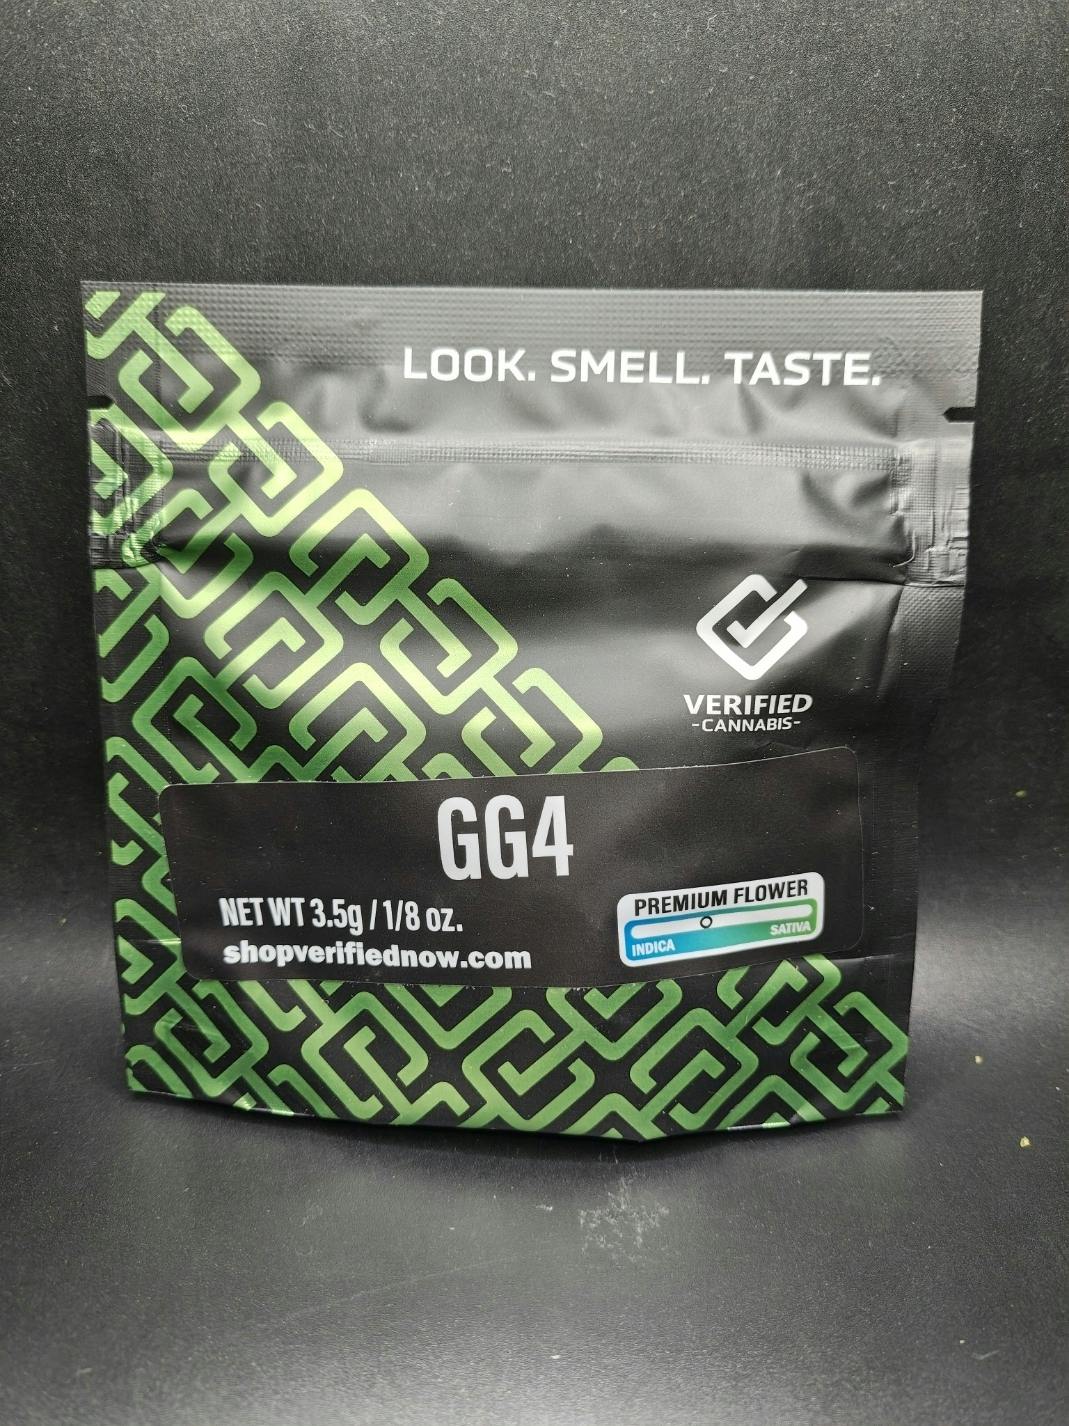 LOOK. SMELL. TASTE.
VERIFIED
-CANNABIS-
GG4
NET WT 3.5g / 1/8 oz.
shopverifiednow.com
PREMIUM FLOWER
INDICA SATIVA